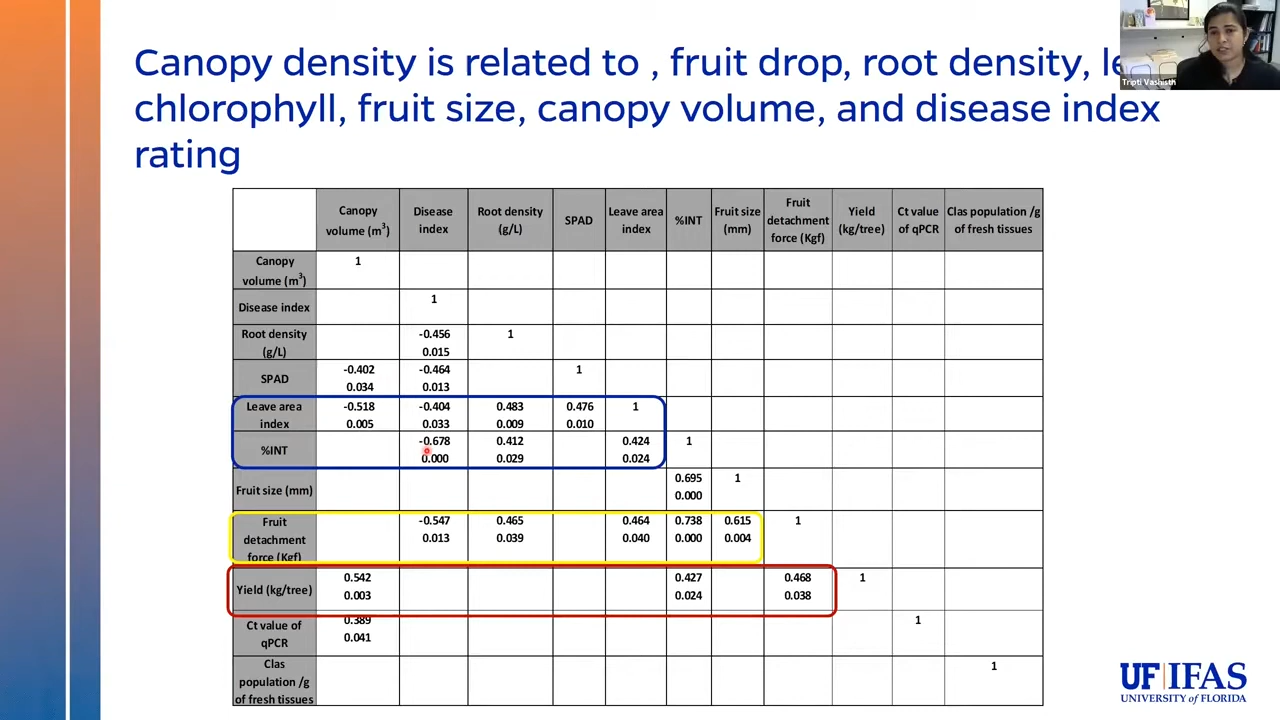 Canopy density is related to , fruit drop, root density, le
chlorophyll, fruit size, canopy volume, and disease index
rating
Tripti Vashisth
Canopy volume (m3) Disease index Root density (g/L) SPAD Leave area index %INT Fruit size (mm) Fruit detachment force (Kgf) Yield (kg/tree) Ct value of qPCR Clas population /g of fresh tissues
Canopy volume (m3) 1
Disease index 1
Root density (g/L) -0.456 1
0.015
SPAD -0.402 -0.464 1
0.034 0.013
Leave area index -0.518 -0.404 0.483 0.476 1
0.005 0.033 0.009 0.010
%INT -0.678 0.412 0.424 1
0.000 0.029 0.024
Fruit size (mm) 0.695 1
0.000
Fruit detachment force (Kgf) -0.547 0.465 0.464 0.738 0.615 1
0.013 0.039 0.040 0.000 0.004
Yield (kg/tree) 0.542 0.427 0.468 1
0.003 0.024 0.038
Ct value of qPCR 0.389 1
0.041
Clas population /g of fresh tissues 1
UF IFAS
UNIVERSITY of FLORIDA